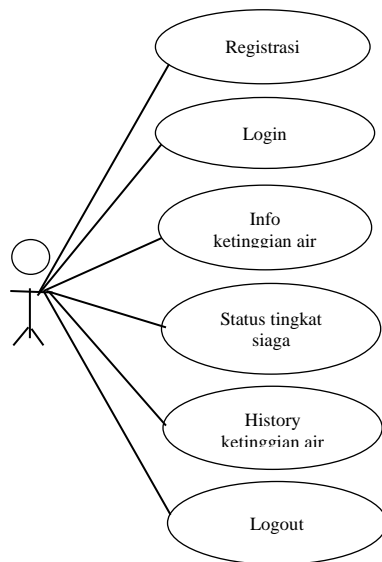 Registrasi
Login
Info
ketinggian air
Status tingkat
siaga
History
ketinggian air
Logout